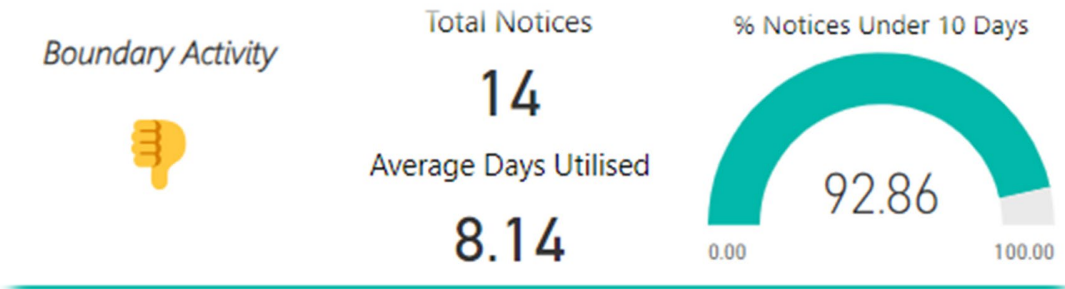 Boundary Activity
Total Notices
14
Average Days Utilised
8.14
% Notices Under 10 Days
92.86
0.00
100.00